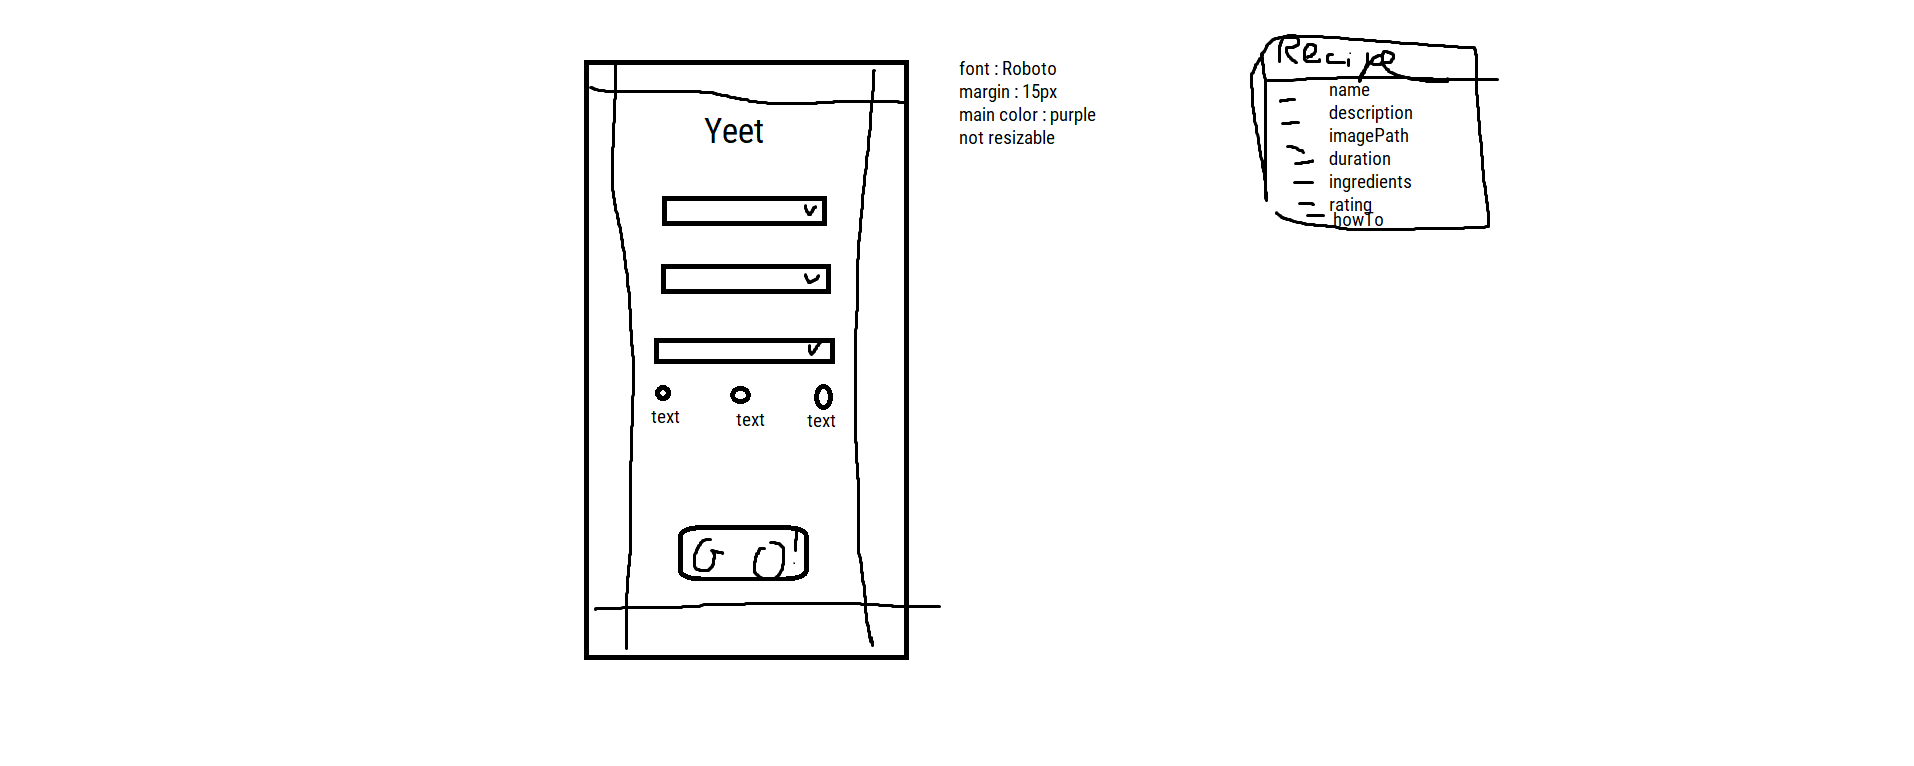 Yeet
text
text
text
GO!
font : Roboto
margin : 15px
main color : purple
not resizable
Recipe
name
description
imagePath
duration
ingredients
rating
howTo